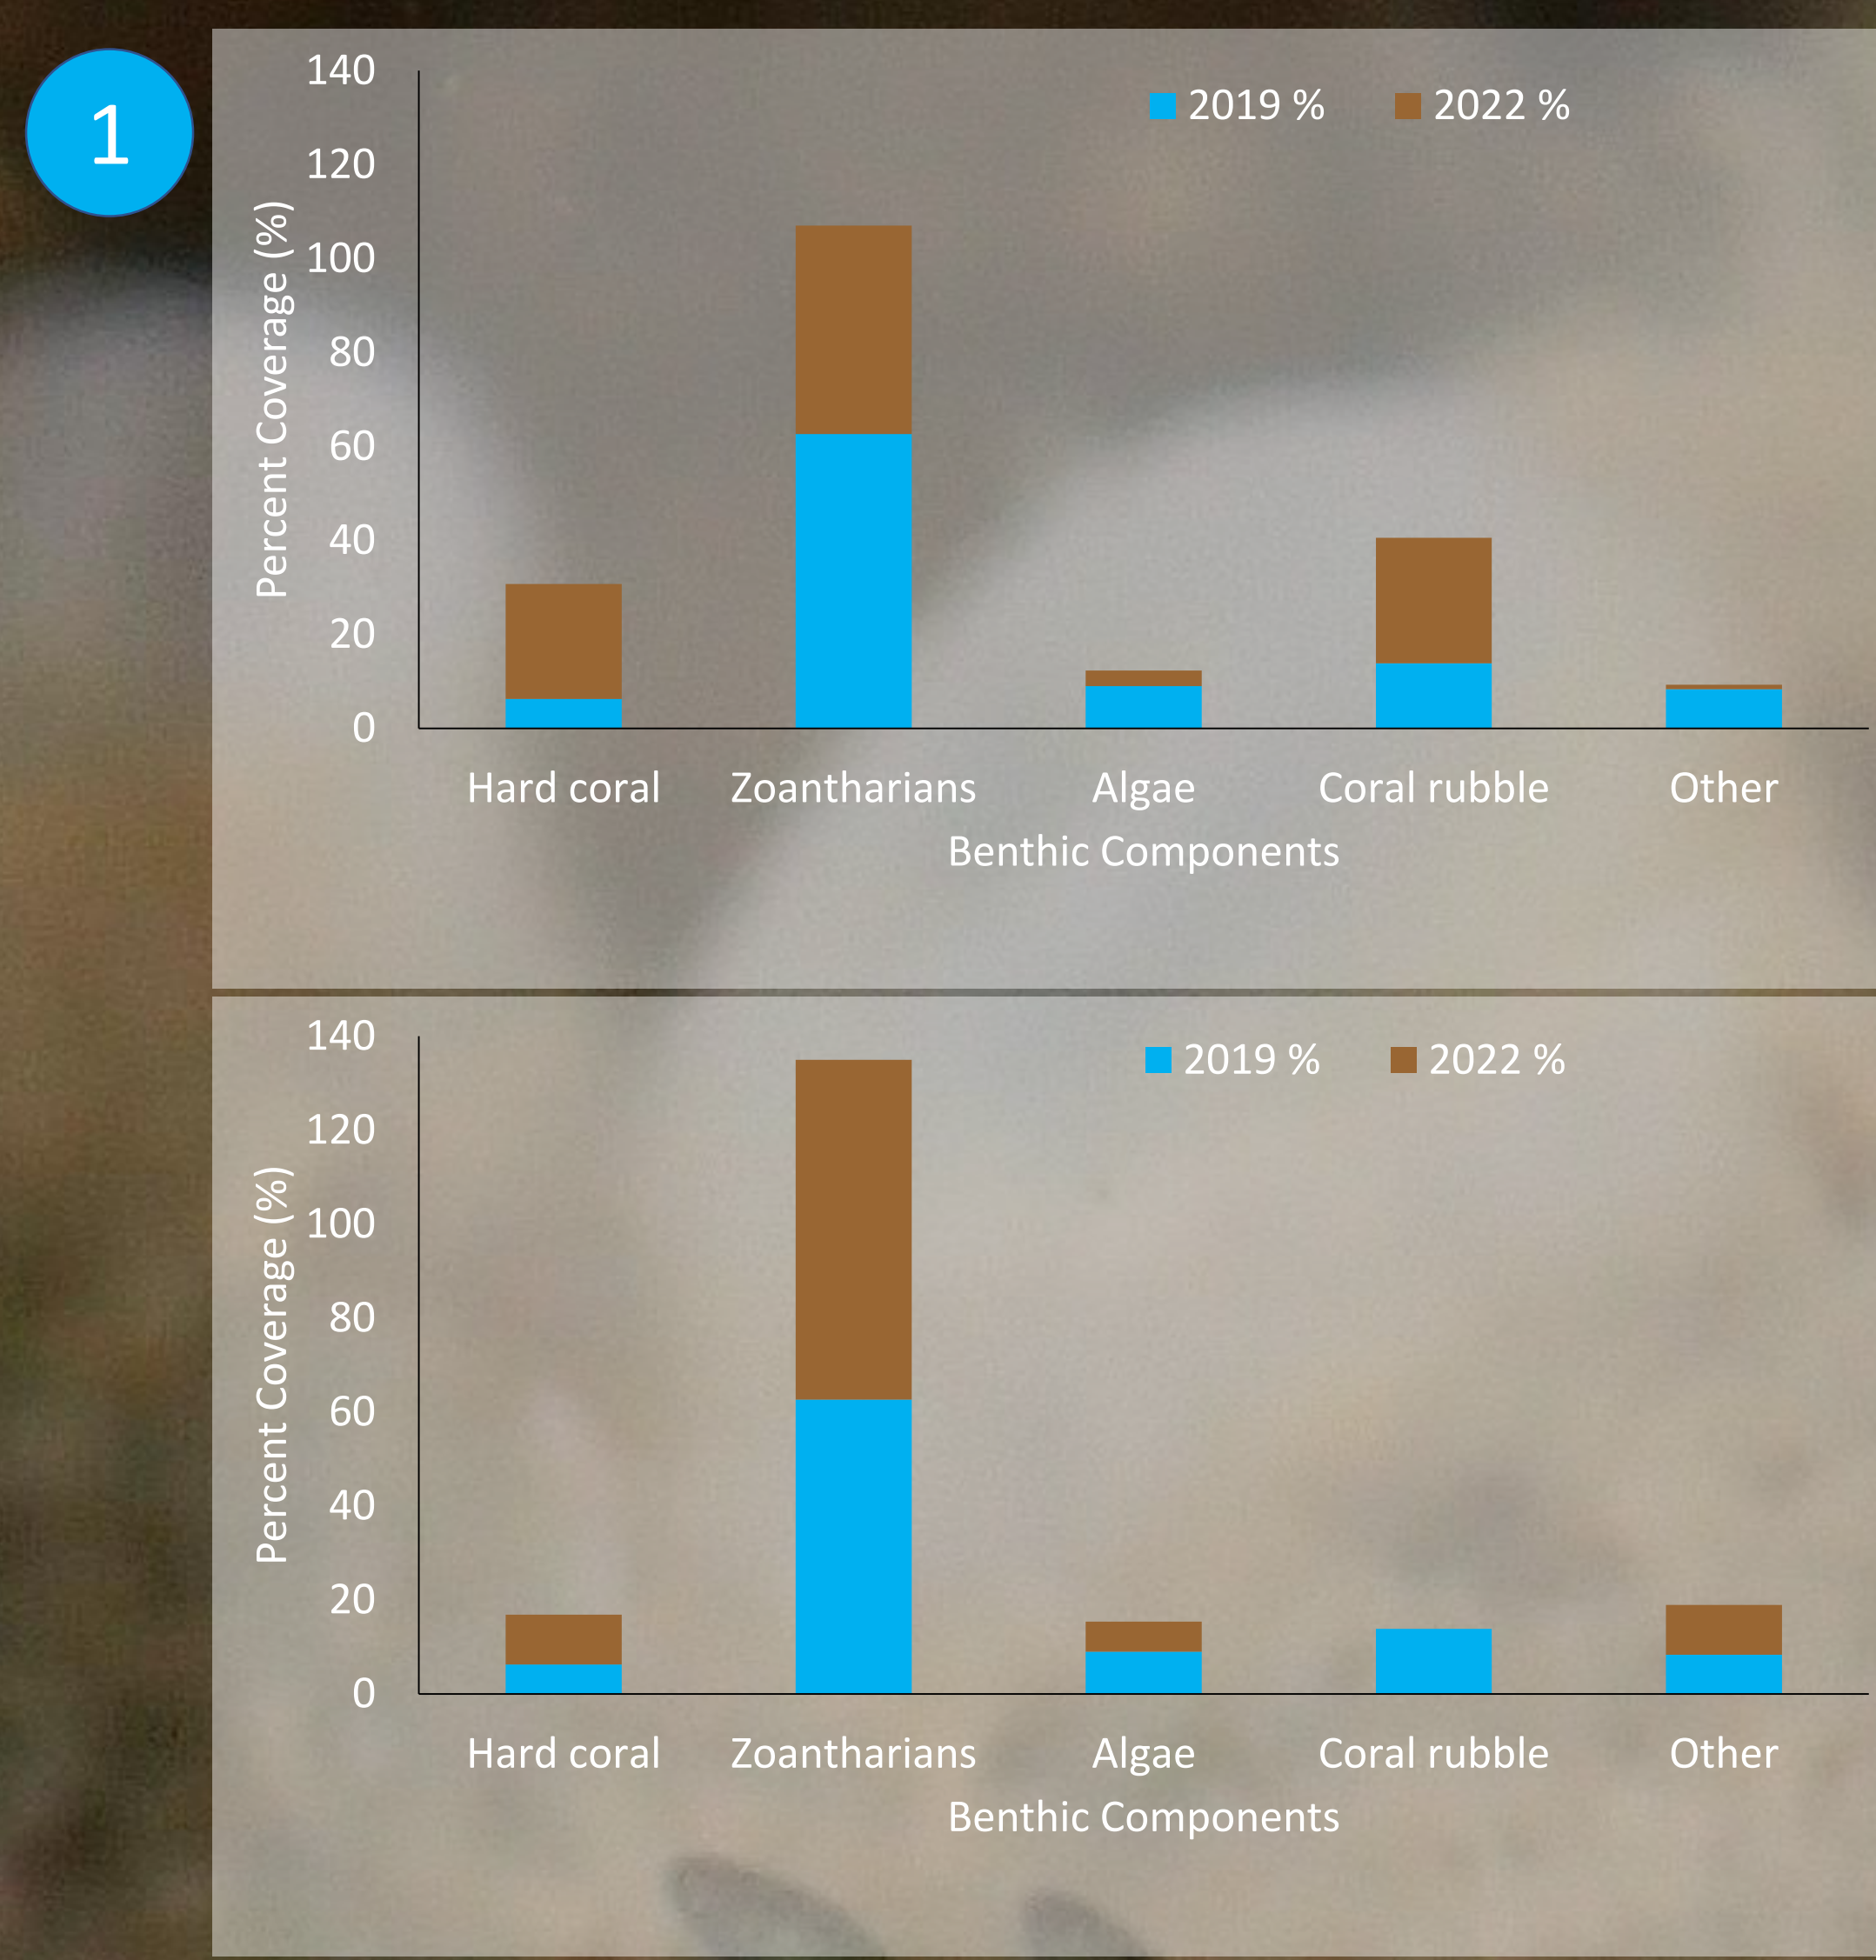 1
140
120
100
80
60
40
20
0
Percent Coverage (%)
2019 % 2022 %
Hard coral Zoantharians Algae Coral rubble Other
Benthic Components
140
120
100
80
60
40
20
0
Percent Coverage (%)
2019 % 2022 %
Hard coral Zoantharians Algae Coral rubble Other
Benthic Components